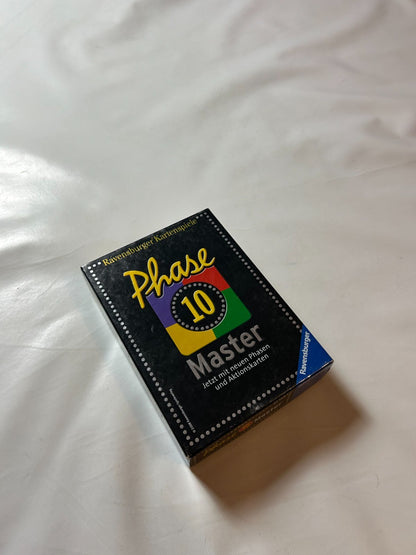 Ravensburger Kartenspiele
Phase
10
Master
Jetzt mit neuen Phasen
und Aktionskarten
Ravensburger